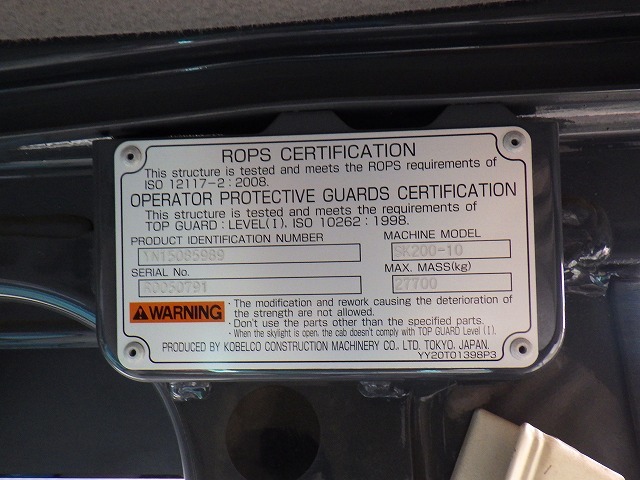 ROPS CERTIFICATION
This structure is tested and meets the ROPS requirements of
ISO 12117-2 : 2008.
OPERATOR PROTECTIVE GUARDS CERTIFICATION
This structure is tested and meets the requirements of
TOP GUARD : LEVEL(I). ISO 10262 : 1998.
PRODUCT IDENTIFICATION NUMBER
MACHINE MODEL
SK200-10
SERIAL No.
MAX. MASS(kg)
27700
WARNING
· The modification and rework causing the deterioration of
the strength are not allowed.
· Don't use the parts other than the specified parts.
· When the skylight is open, the cab doesn't comply with TOP GUARD Level (I).
PRODUCED BY KOBELCO CONSTRUCTION MACHINERY CO., LTD. TOKYO, JAPAN.
YY20T01398P3